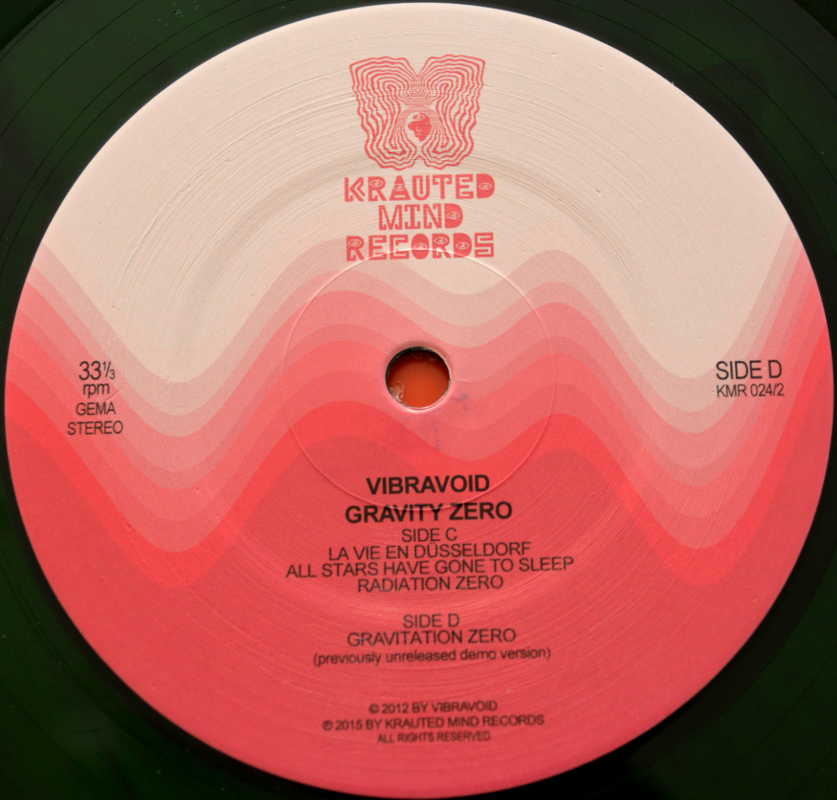 KRAUTED
MIND
RECORDS
33⅓
rpm
GEMA
STEREO
SIDE D
KMR 024/2
VIBRAVOID
GRAVITY ZERO
SIDE C
LA VIE EN DÜSSELDORF
ALL STARS HAVE GONE TO SLEEP
RADIATION ZERO
SIDE D
GRAVITATION ZERO
(previously unreleased demo version)
© 2012 BY VIBRAVOID
℗ 2015 BY KRAUTED MIND RECORDS
ALL RIGHTS RESERVED